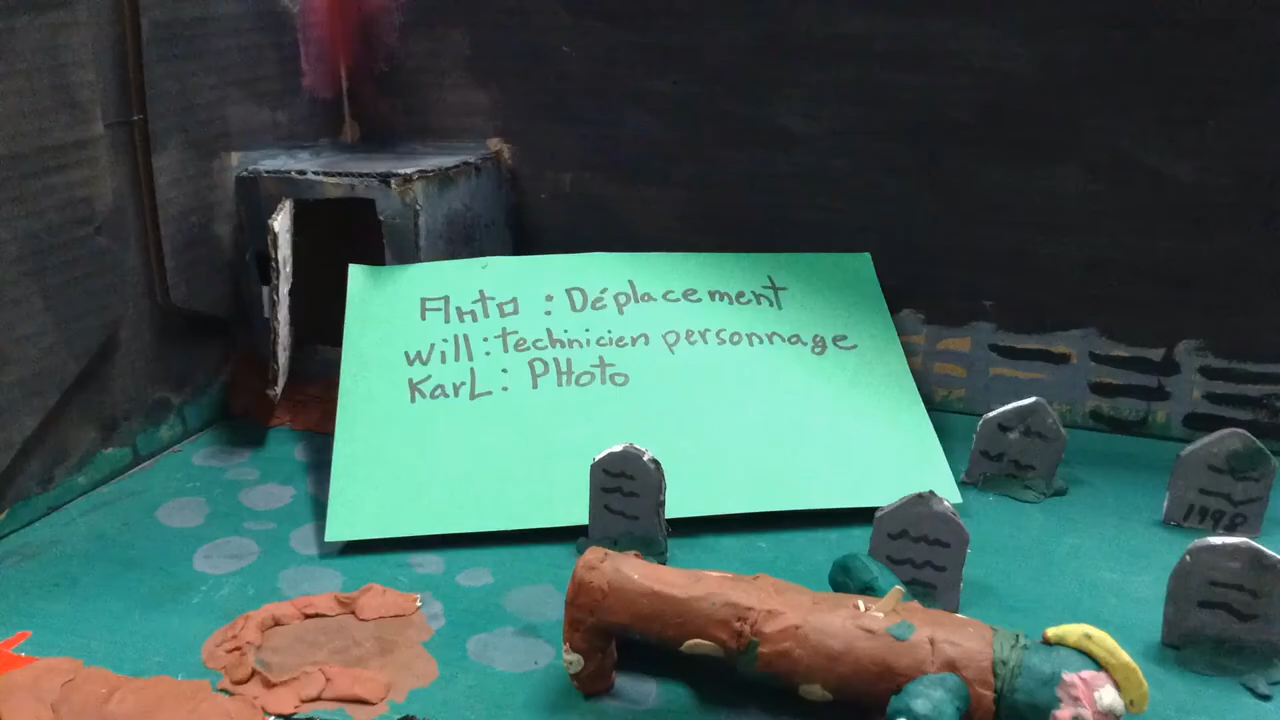 Anto : Déplacement
Will : technicien personnage
KarL : PHoto
1998